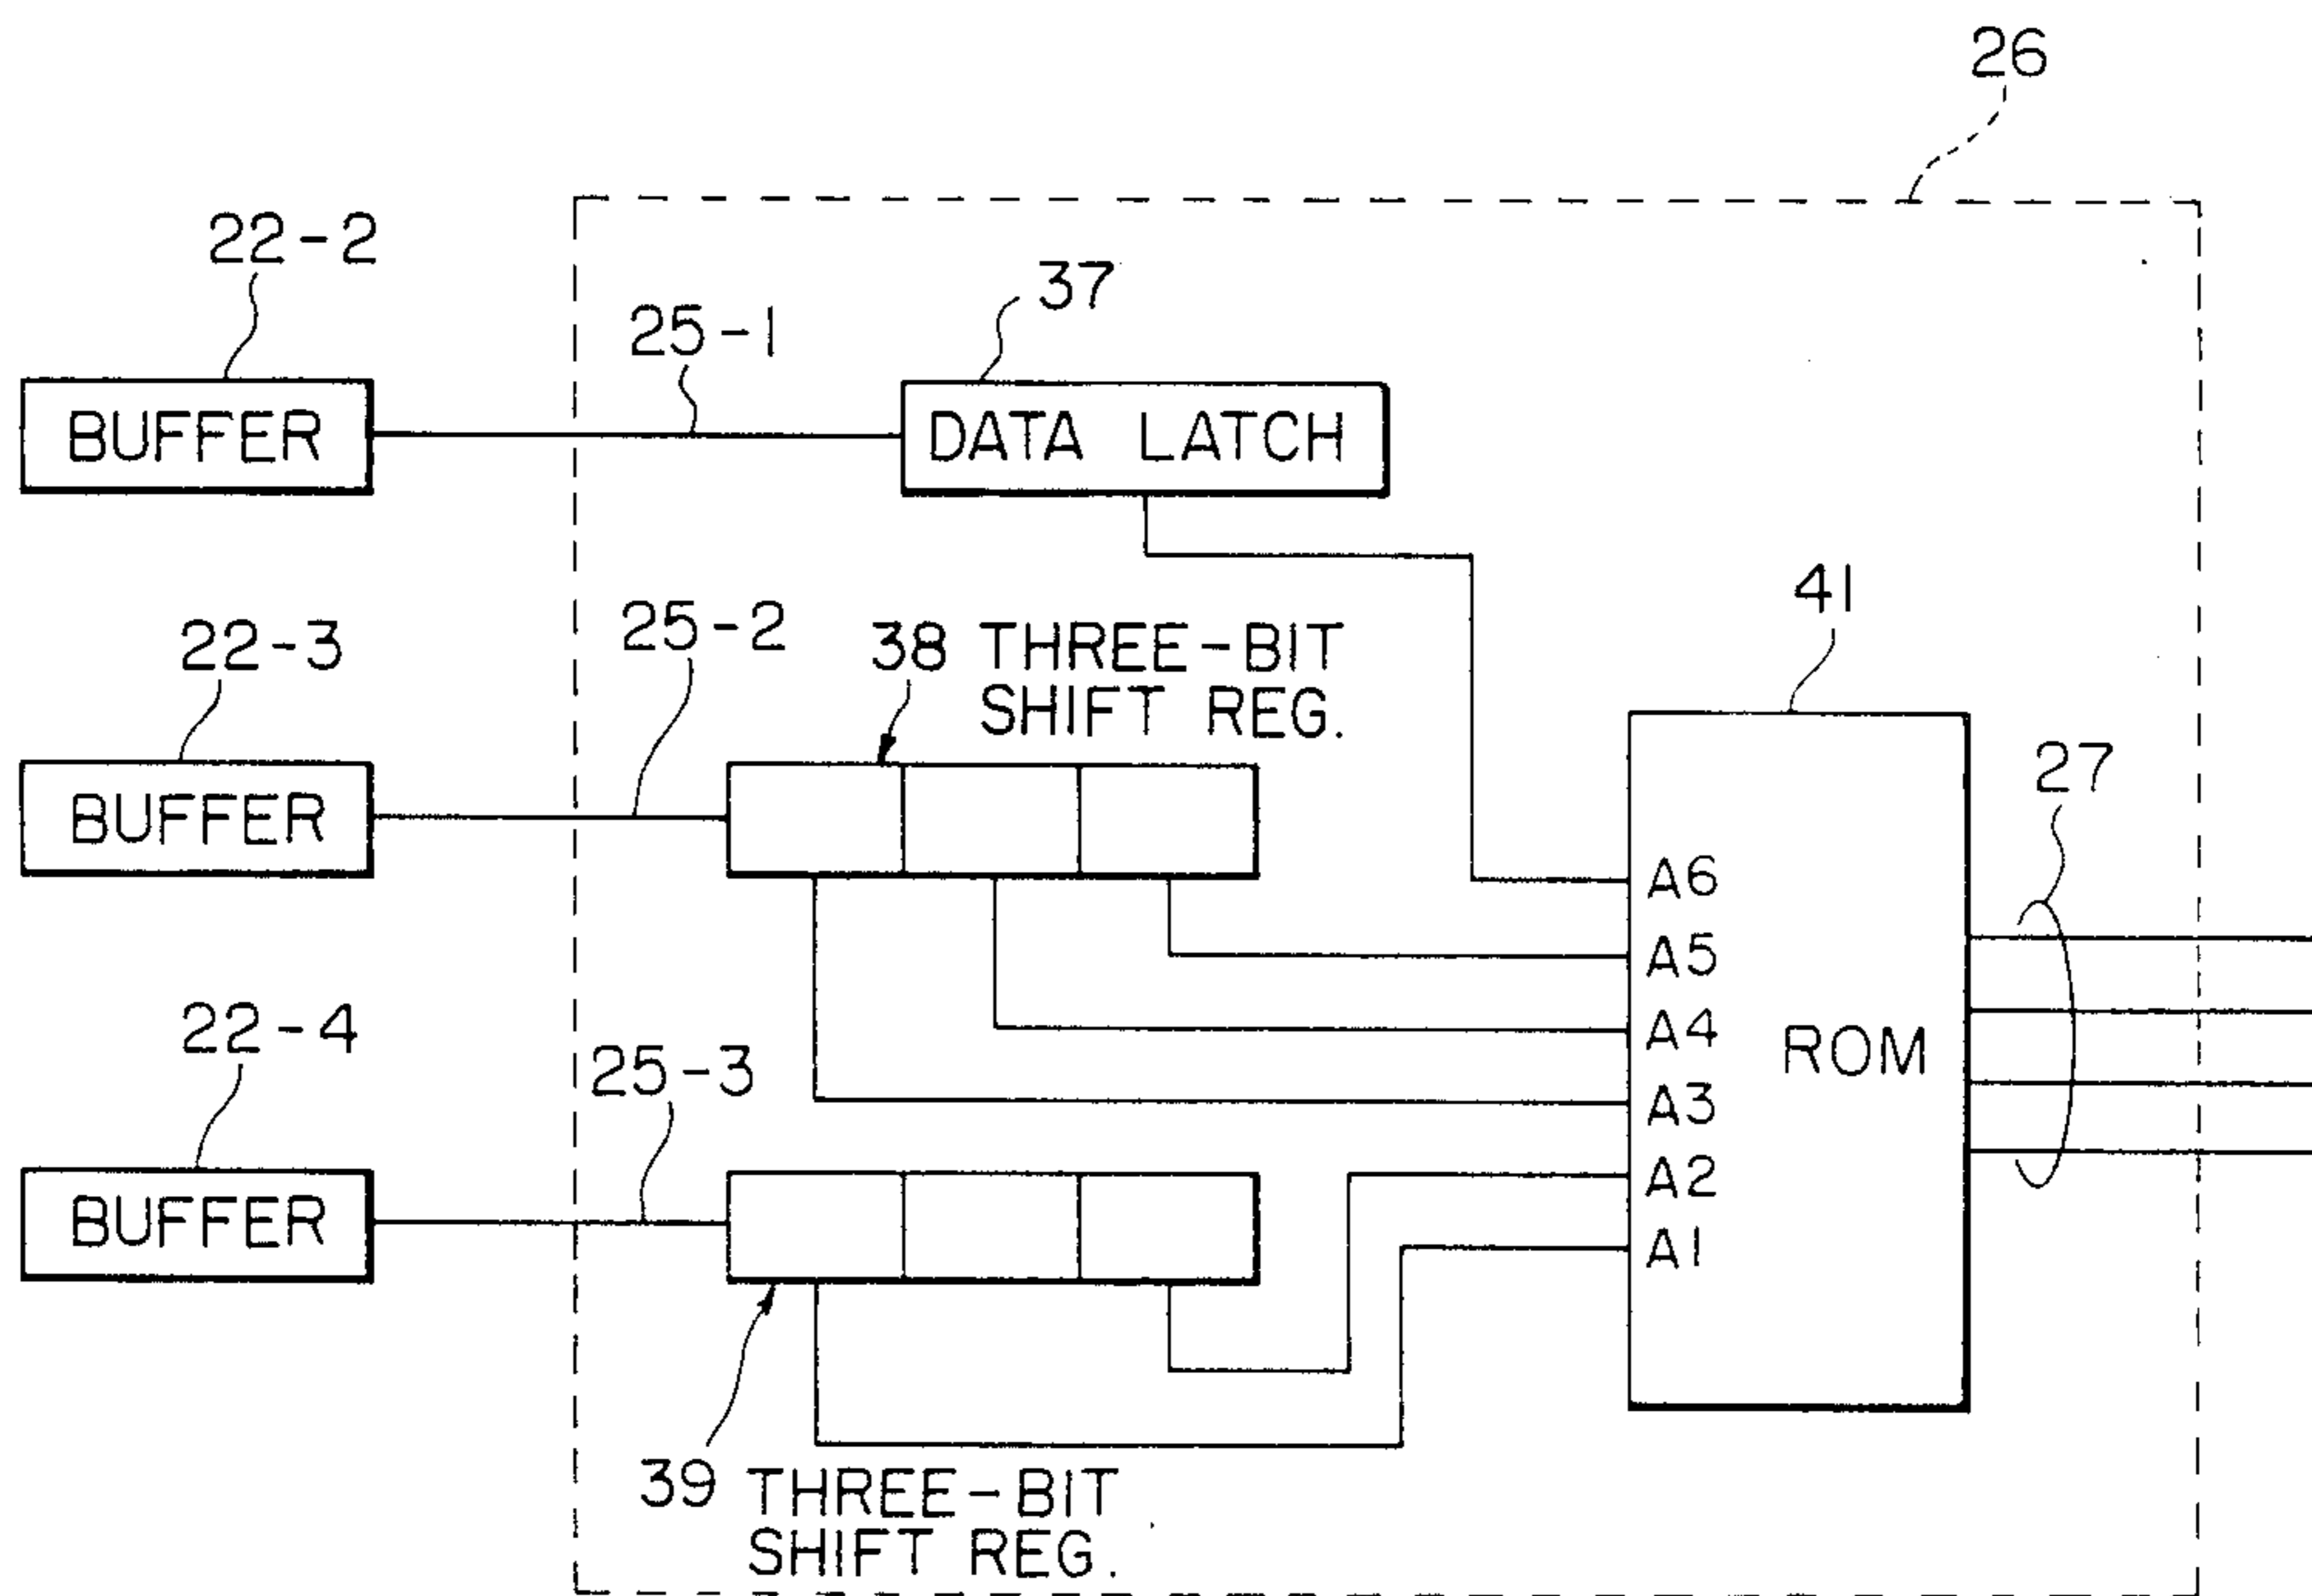 26
22-2
25-1
37
BUFFER
DATA LATCH
22-3
25-2
38 THREE-BIT
SHIFT REG.
41
BUFFER
27
A6
A5
A4
A3
A2
A1
ROM
22-4
25-3
BUFFER
39 THREE-BIT
SHIFT REG.